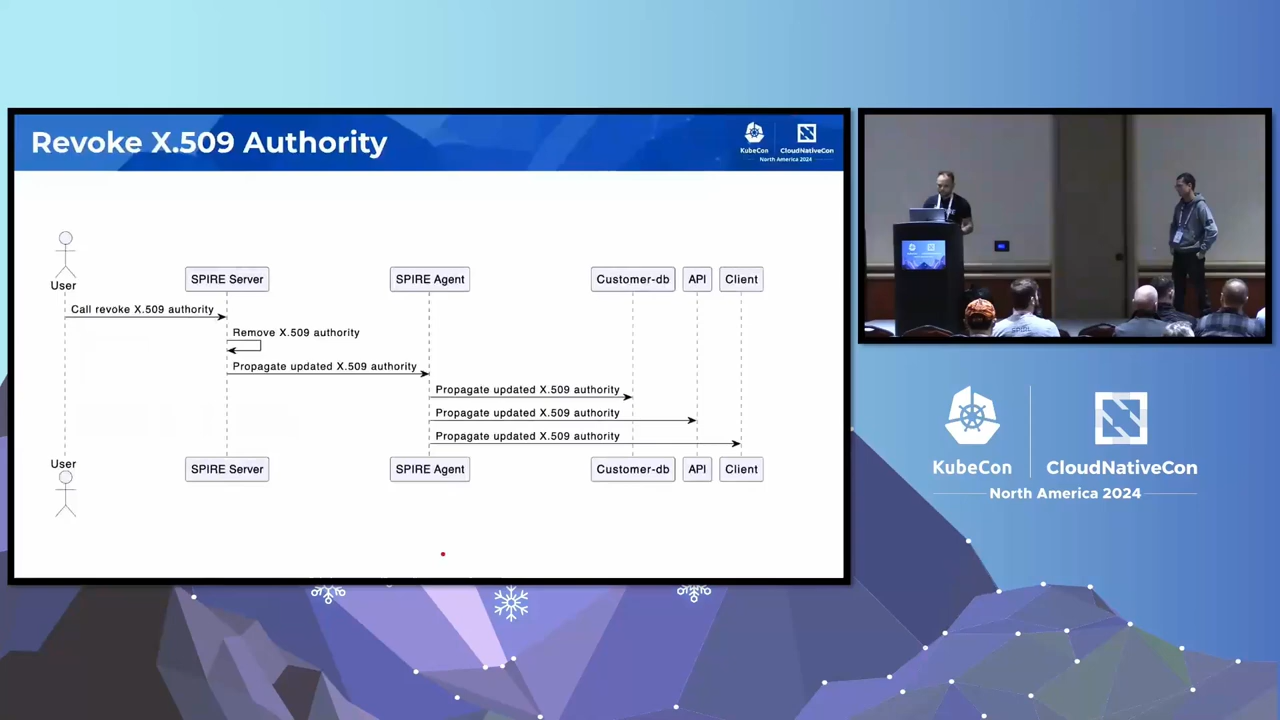 Revoke X.509 Authority
KubeCon
CloudNativeCon
North America 2024
User
SPIRE Server
SPIRE Agent
Customer-db
API
Client
Call revoke X.509 authority
Remove X.509 authority
Propagate updated X.509 authority
Propagate updated X.509 authority
Propagate updated X.509 authority
Propagate updated X.509 authority
User
SPIRE Server
SPIRE Agent
Customer-db
API
Client
KubeCon
CloudNativeCon
North America 2024